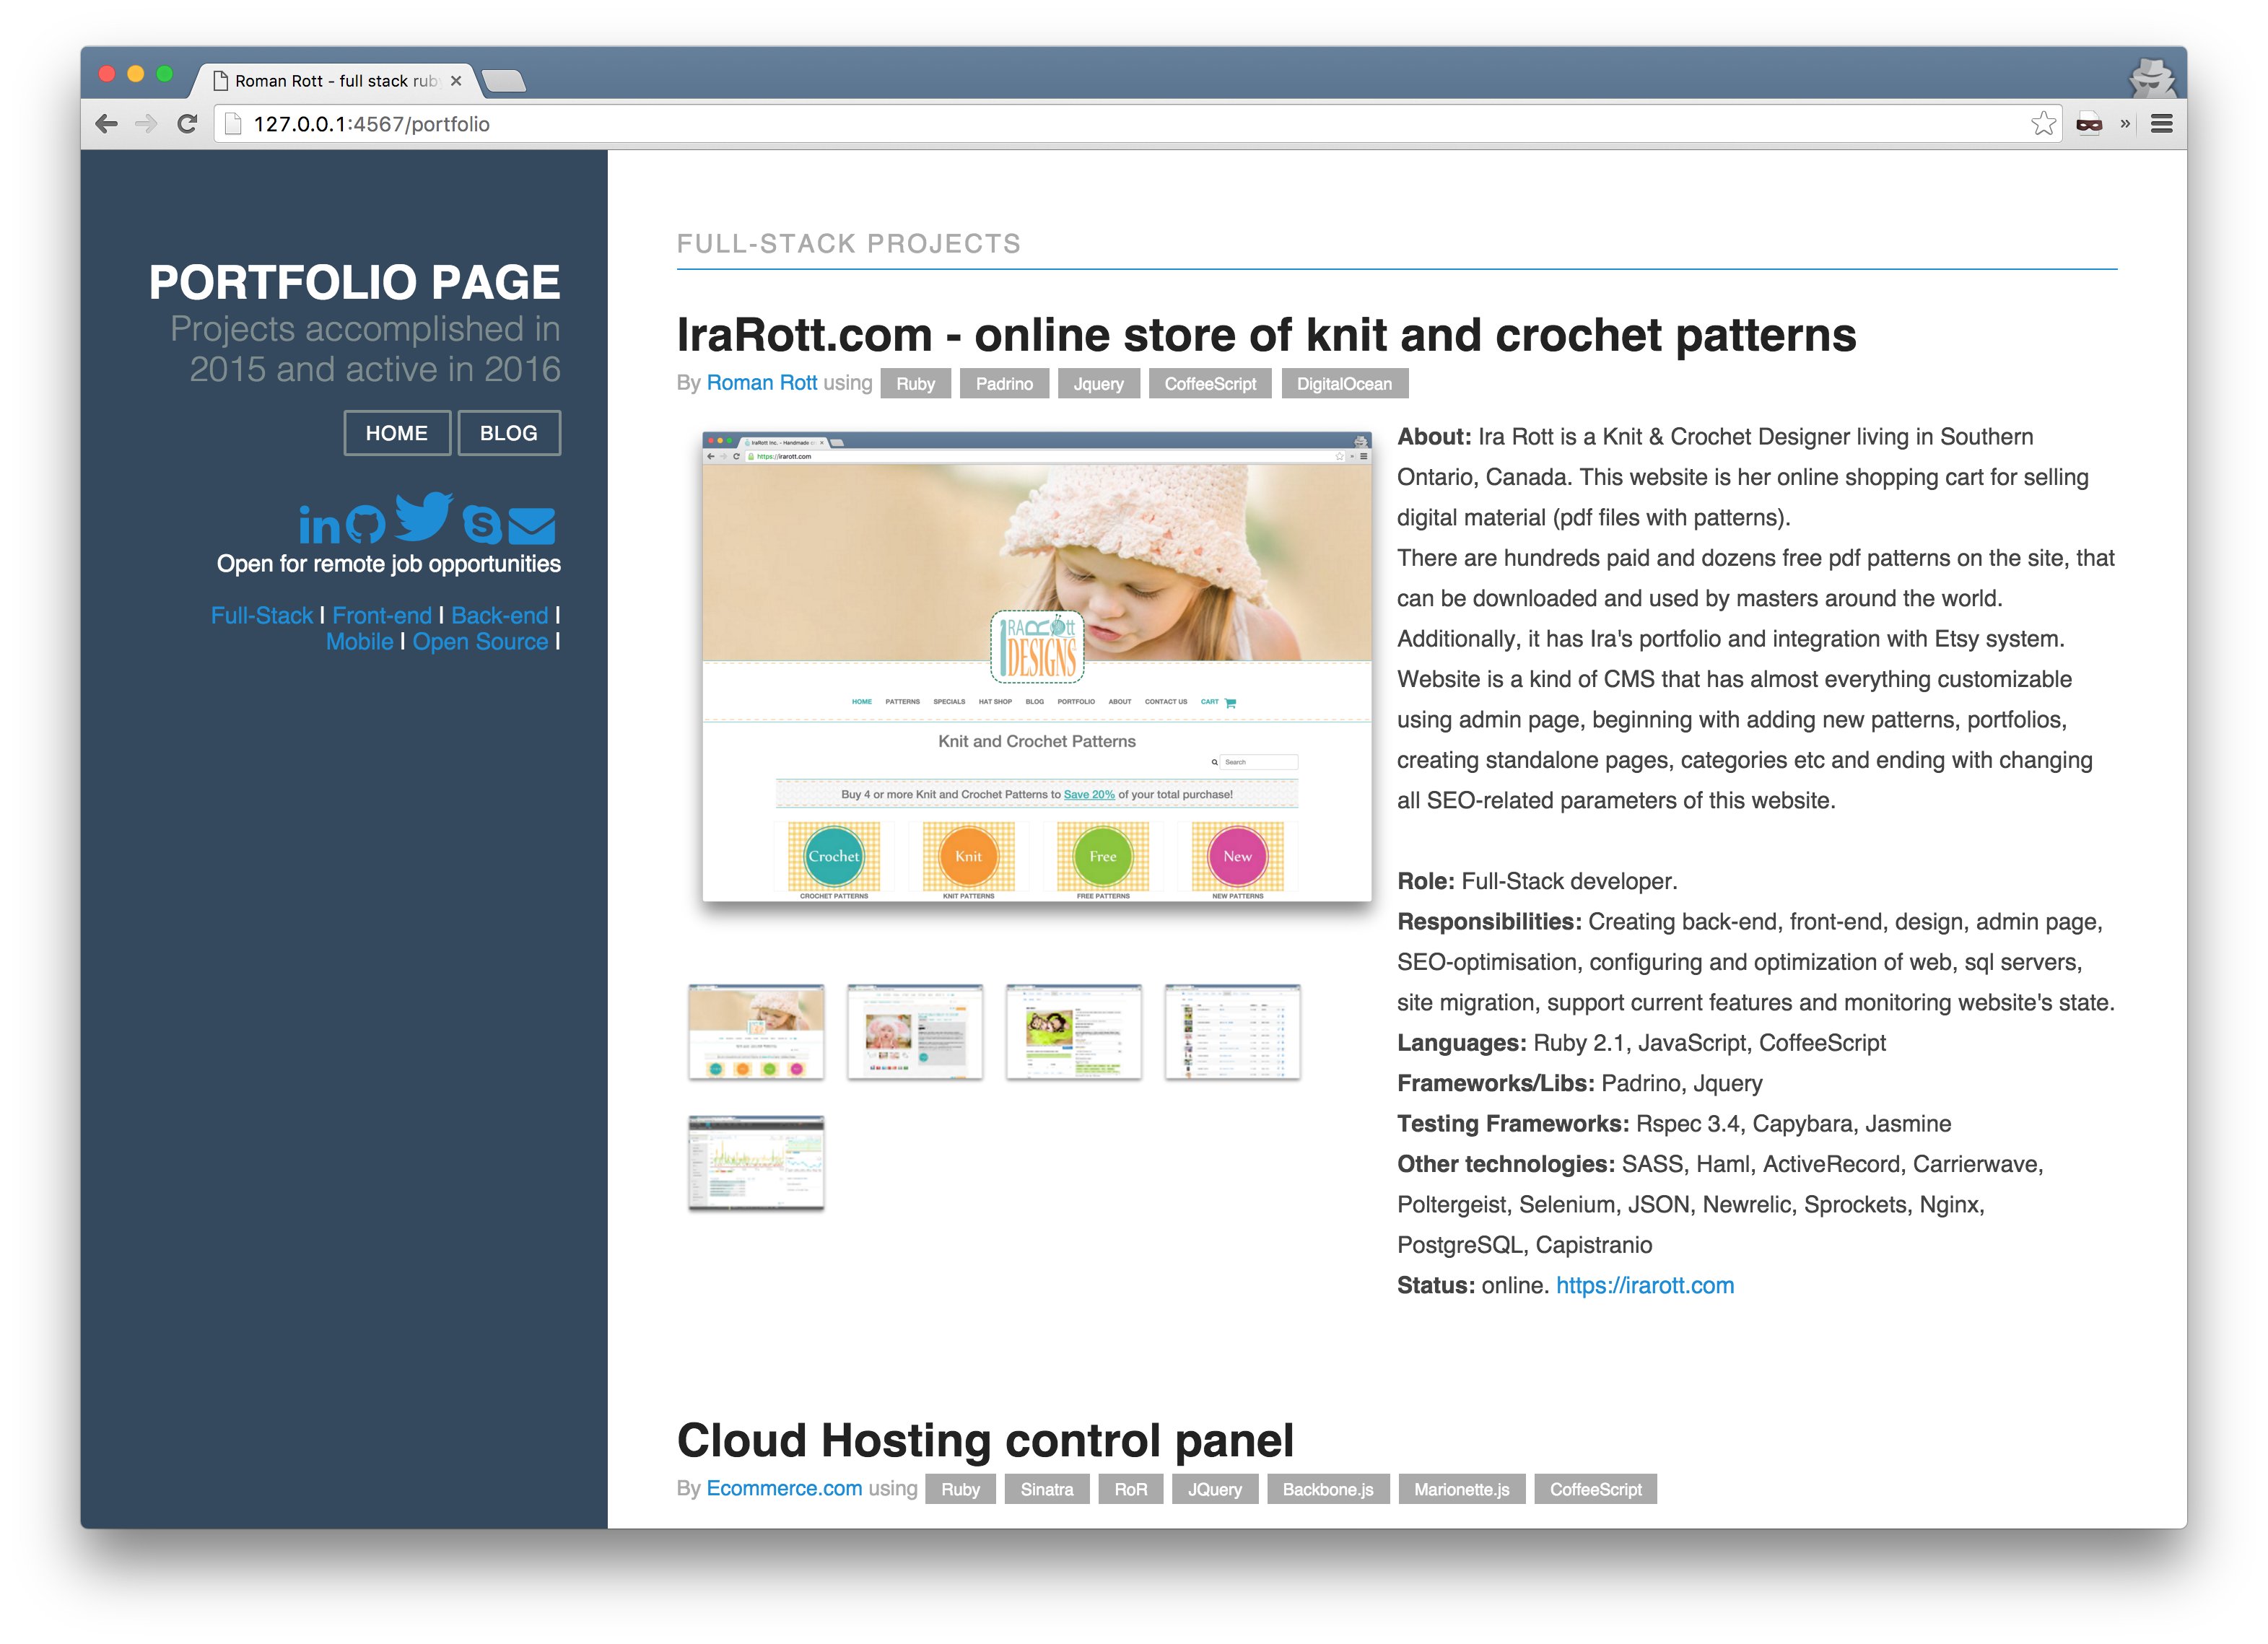 Roman Rott - full stack rub
127.0.0.1:4567/portfolio
PORTFOLIO PAGE
Projects accomplished in
2015 and active in 2016
HOME BLOG
Open for remote job opportunities
Full-Stack | Front-end | Back-end |
Mobile | Open Source |
FULL-STACK PROJECTS
IraRott.com - online store of knit and crochet patterns
By Roman Rott using Ruby Padrino Jquery CoffeeScript DigitalOcean
IraRott Inc. - Handmade
https://irarott.com
IRA ROtt
DESIGNS
HOME PATTERNS SPECIALS HAT SHOP BLOG PORTFOLIO ABOUT CONTACT US CART
Knit and Crochet Patterns
Search
Buy 4 or more Knit and Crochet Patterns to Save 20% of your total purchase!
Crochet Knit Free New
CROCHET PATTERNS KNIT PATTERNS FREE PATTERNS NEW PATTERNS
About: Ira Rott is a Knit & Crochet Designer living in Southern
Ontario, Canada. This website is her online shopping cart for selling
digital material (pdf files with patterns).
There are hundreds paid and dozens free pdf patterns on the site, that
can be downloaded and used by masters around the world.
Additionally, it has Ira's portfolio and integration with Etsy system.
Website is a kind of CMS that has almost everything customizable
using admin page, beginning with adding new patterns, portfolios,
creating standalone pages, categories etc and ending with changing
all SEO-related parameters of this website.
Role: Full-Stack developer.
Responsibilities: Creating back-end, front-end, design, admin page,
SEO-optimisation, configuring and optimization of web, sql servers,
site migration, support current features and monitoring website's state.
Languages: Ruby 2.1, JavaScript, CoffeeScript
Frameworks/Libs: Padrino, Jquery
Testing Frameworks: Rspec 3.4, Capybara, Jasmine
Other technologies: SASS, Haml, ActiveRecord, Carrierwave,
Poltergeist, Selenium, JSON, Newrelic, Sprockets, Nginx,
PostgreSQL, Capistranio
Status: online. https://irarott.com
Cloud Hosting control panel
By Ecommerce.com using Ruby Sinatra RoR JQuery Backbone.js Marionette.js CoffeeScript